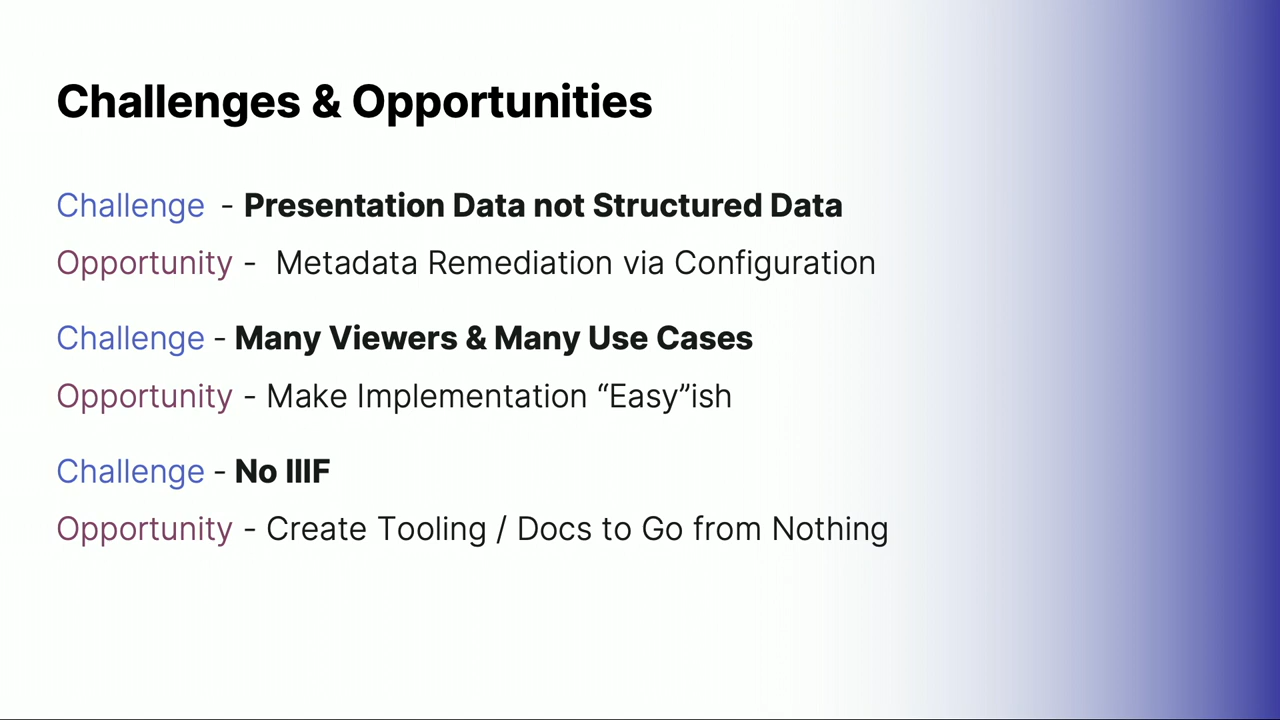 Challenges & Opportunities
Challenge - Presentation Data not Structured Data
Opportunity - Metadata Remediation via Configuration
Challenge - Many Viewers & Many Use Cases
Opportunity - Make Implementation “Easy”ish
Challenge - No IIIF
Opportunity - Create Tooling / Docs to Go from Nothing